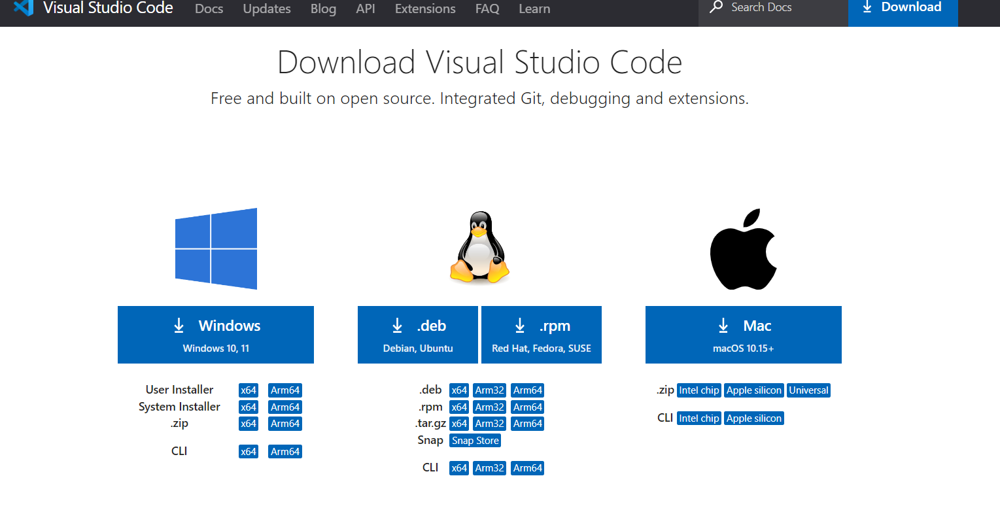 Visual Studio Code Docs Updates Blog API Extensions FAQ Learn Search Docs Download
Download Visual Studio Code
Free and built on open source. Integrated Git, debugging and extensions.
Windows
Windows 10, 11
User Installer x64 Arm64
System Installer x64 Arm64
.zip x64 Arm64
CLI x64 Arm64
.deb
Debian, Ubuntu
.rpm
Red Hat, Fedora, SUSE
.deb x64 Arm32 Arm64
.rpm x64 Arm32 Arm64
.tar.gz x64 Arm32 Arm64
Snap Snap Store
CLI x64 Arm32 Arm64
Mac
macOS 10.15+
.zip Intel chip Apple silicon Universal
CLI Intel chip Apple silicon